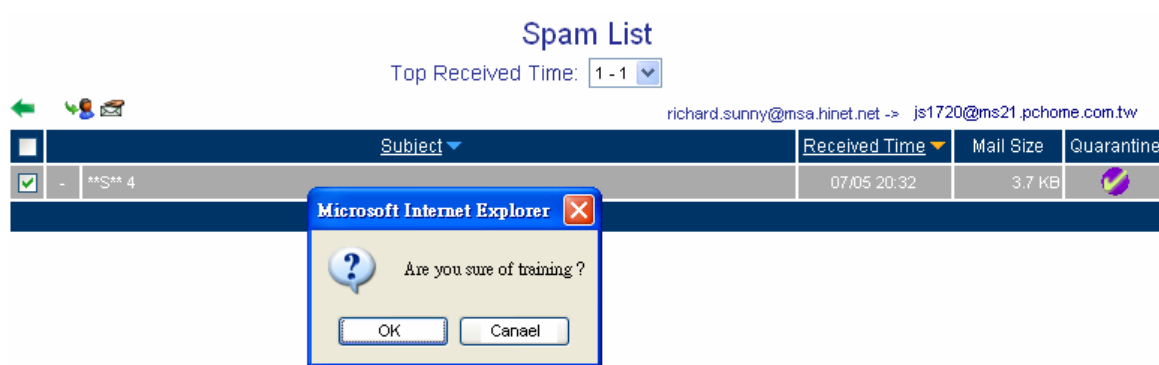 Spam List
Top Received Time: 1 - 1
richard.sunny@msa.hinet.net -> js1720@ms21.pchome.com.tw
Subject Received Time Mail Size Quarantine
- **S** 4 07/05 20:32 3.7 KB
Microsoft Internet Explorer
Are you sure of training ?
OK Canael